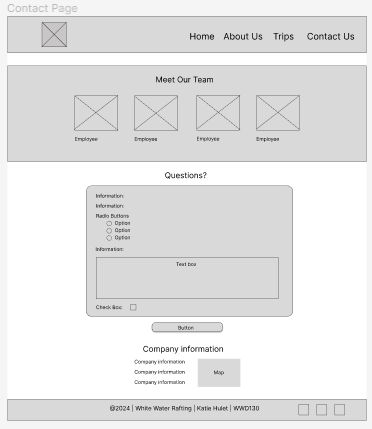 Contact Page
Home About Us Trips Contact Us
Meet Our Team
Employee Employee Employee Employee
Questions?
Information:
Information:
Radio Buttons
Option
Option
Option
Information:
Text box
Check Box:
Button
Company information
Company information
Company information
Company information
Map
©2024 | White Water Rafting | Katie Hulet | WWD130